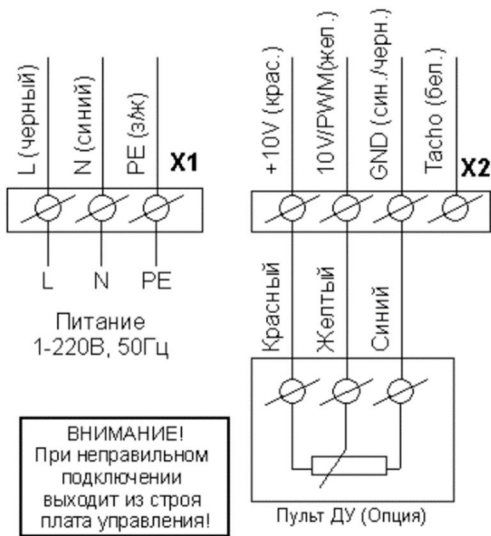 L (черный)
N (синий)
PE (з/ж)
X1
L
N
PE
Питание
1-220В, 50Гц
+10V (крас.)
10V/PWM(жел.)
GND (син./черн.)
Tacho (бел.)
X2
Красный
Желтый
Синий
Пульт ДУ (Опция)
ВНИМАНИЕ!
При неправильном
подключении
выходит из строя
плата управления!